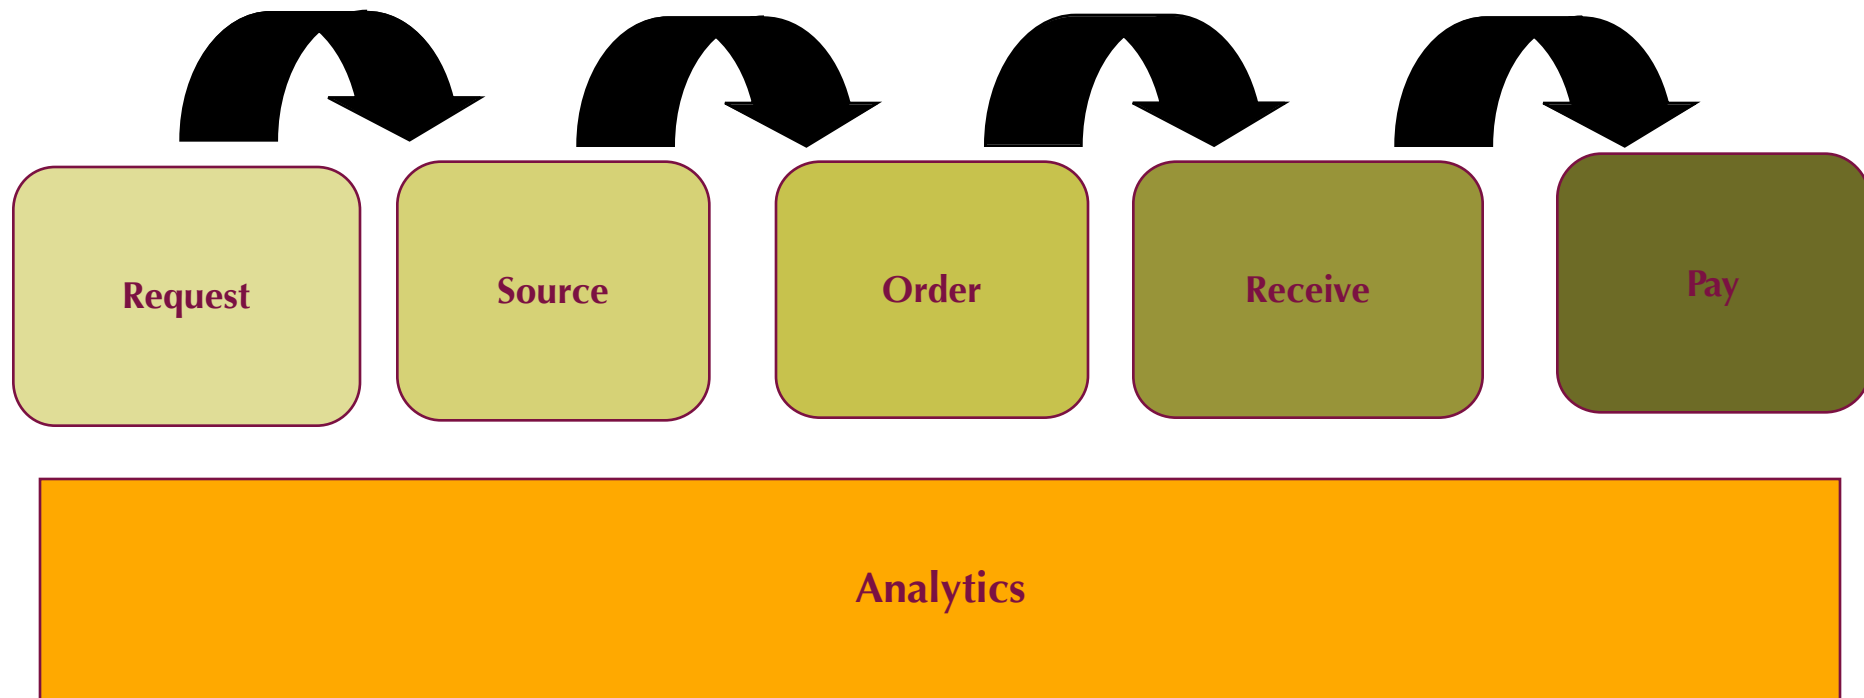 Request
Source
Order
Receive
Pay
Analytics